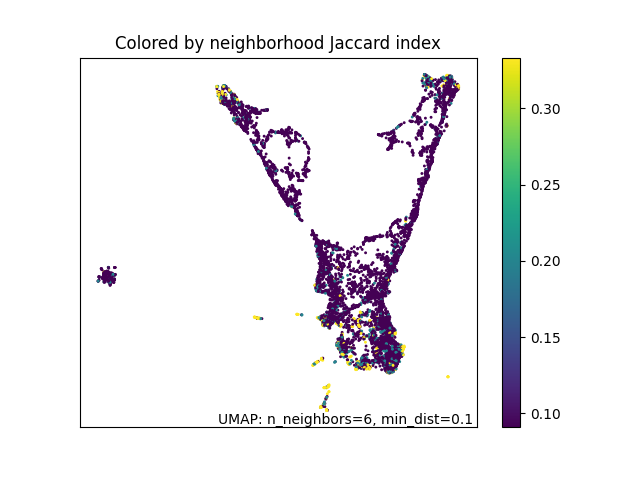 Colored by neighborhood Jaccard index
0.30
0.25
0.20
0.15
0.10
UMAP: n_neighbors=6, min_dist=0.1